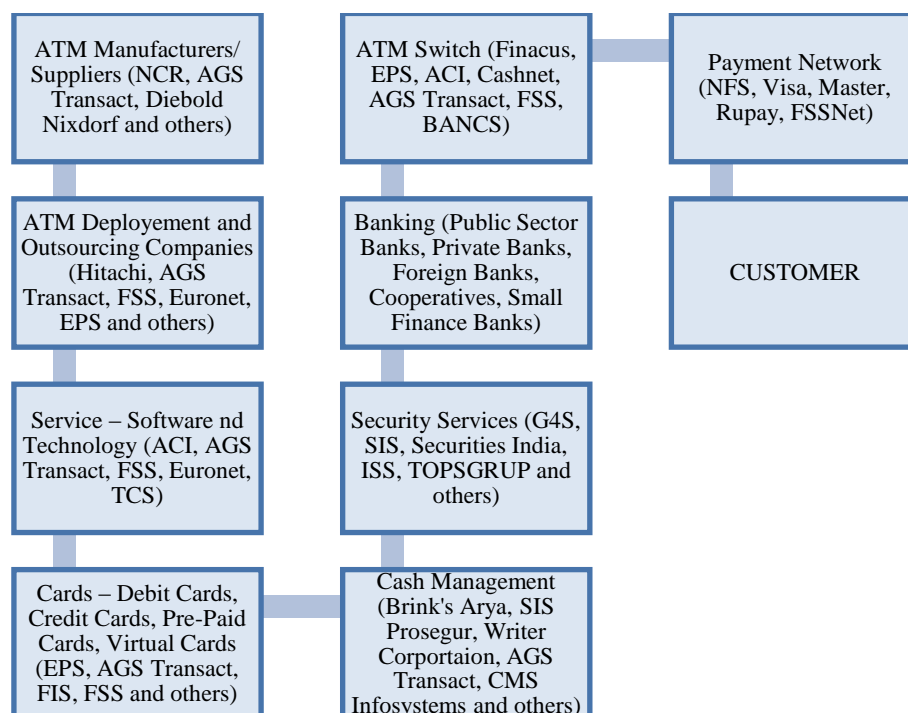 ATM Manufacturers/
Suppliers (NCR, AGS
Transact, Diebold
Nixdorf and others)
ATM Deployement and
Outsourcing Companies
(Hitachi, AGS
Transact, FSS, Euronet,
EPS and others)
Service – Software nd
Technology (ACI, AGS
Transact, FSS, Euronet,
TCS)
Cards – Debit Cards,
Credit Cards, Pre-Paid
Cards, Virtual Cards
(EPS, AGS Transact,
FIS, FSS and others)
Cash Management
(Brink's Arya, SIS
Prosegur, Writer
Corportaion, AGS
Transact, CMS
Infosystems and others)
Security Services (G4S,
SIS, Securities India,
ISS, TOPSGRUP and
others)
Banking (Public Sector
Banks, Private Banks,
Foreign Banks,
Cooperatives, Small
Finance Banks)
ATM Switch (Finacus,
EPS, ACI, Cashnet,
AGS Transact, FSS,
BANCS)
Payment Network
(NFS, Visa, Master,
Rupay, FSSNet)
CUSTOMER